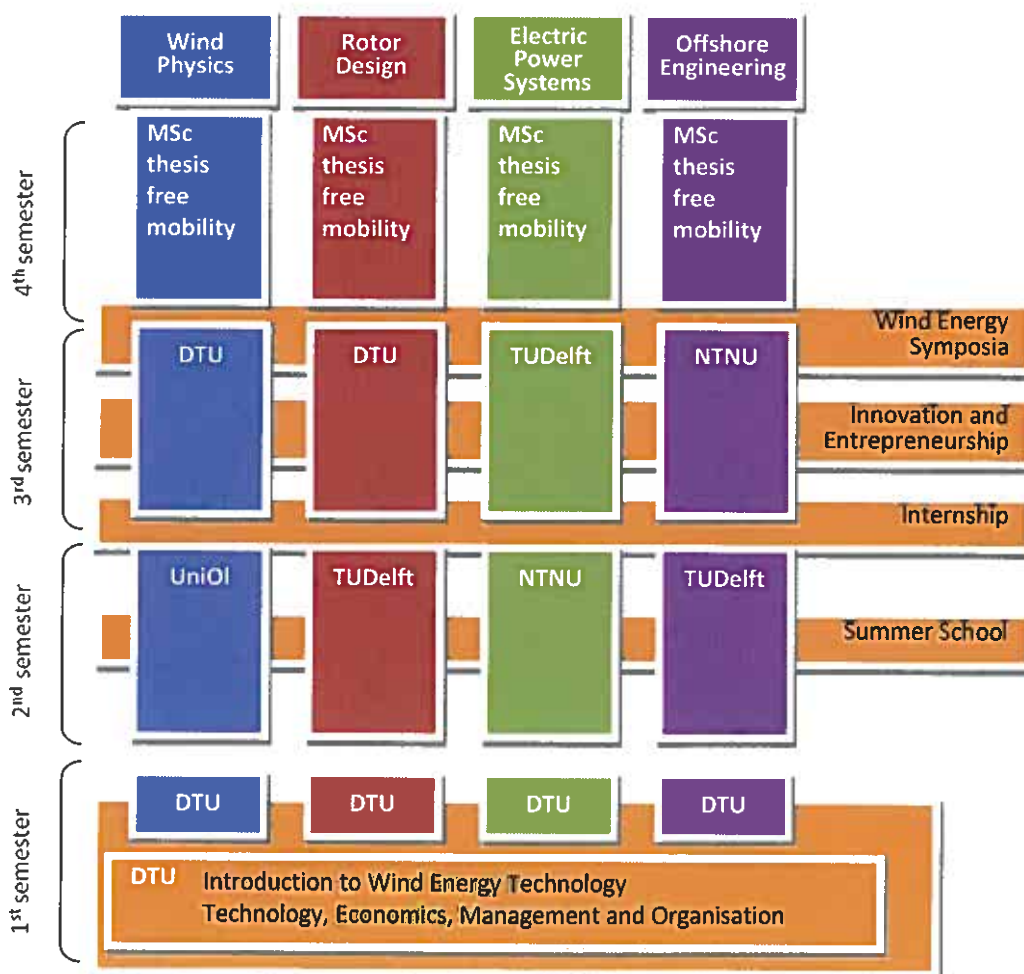 Wind
Physics
Rotor
Design
Electric
Power
Systems
Offshore
Engineering
4th semester
MSc
thesis
free
mobility
MSc
thesis
free
mobility
MSc
thesis
free
mobility
MSc
thesis
free
mobility
Wind Energy
Symposia
3rd semester
DTU
DTU
TUDelft
NTNU
Innovation and
Entrepreneurship
Internship
2nd semester
UniOl
TUDelft
NTNU
TUDelft
Summer School
1st semester
DTU
DTU
DTU
DTU
DTU Introduction to Wind Energy Technology
Technology, Economics, Management and Organisation